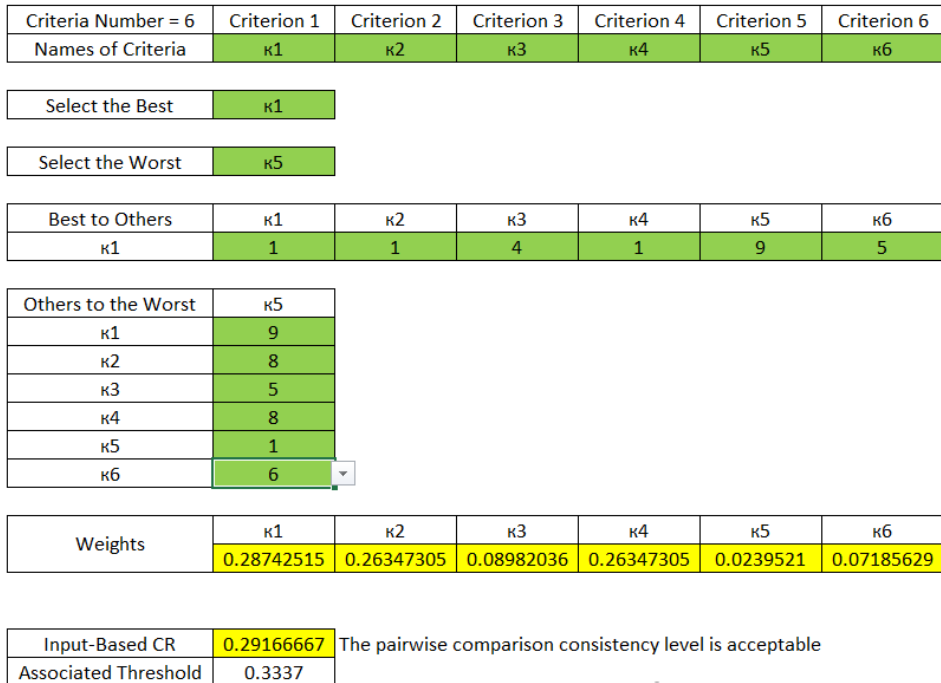 Criteria Number = 6 Criterion 1 Criterion 2 Criterion 3 Criterion 4 Criterion 5 Criterion 6
Names of Criteria к1 к2 к3 к4 к5 к6
Select the Best к1
Select the Worst к5
Best to Others к1 к2 к3 к4 к5 к6
к1 1 1 4 1 9 5
Others to the Worst к5
к1 9
к2 8
к3 5
к4 8
к5 1
к6 6
Weights к1 к2 к3 к4 к5 к6
0.28742515 0.26347305 0.08982036 0.26347305 0.0239521 0.07185629
Input-Based CR 0.29166667 The pairwise comparison consistency level is acceptable
Associated Threshold 0.3337